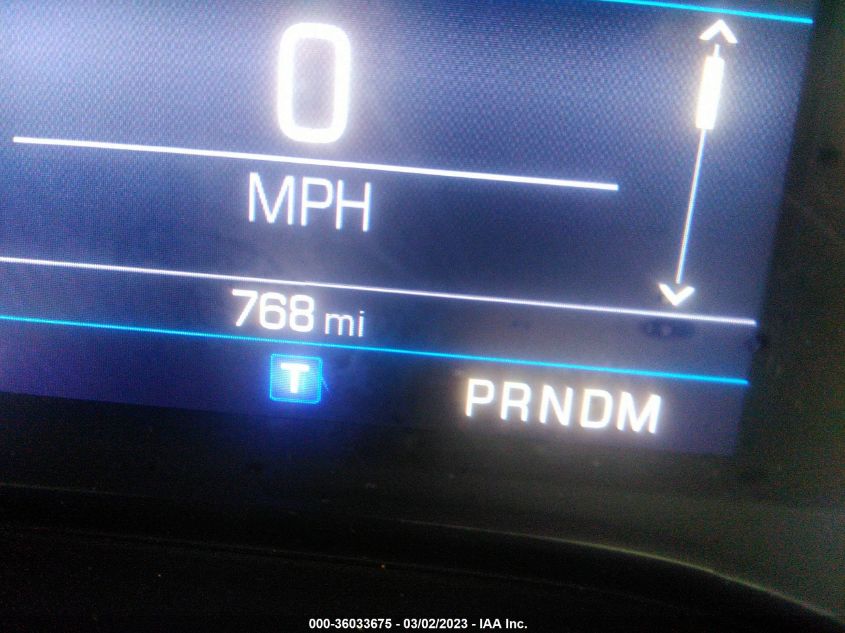 0
MPH
768 mi
T
PRNDM
000-36033675 - 03/02/2023 - IAA Inc.